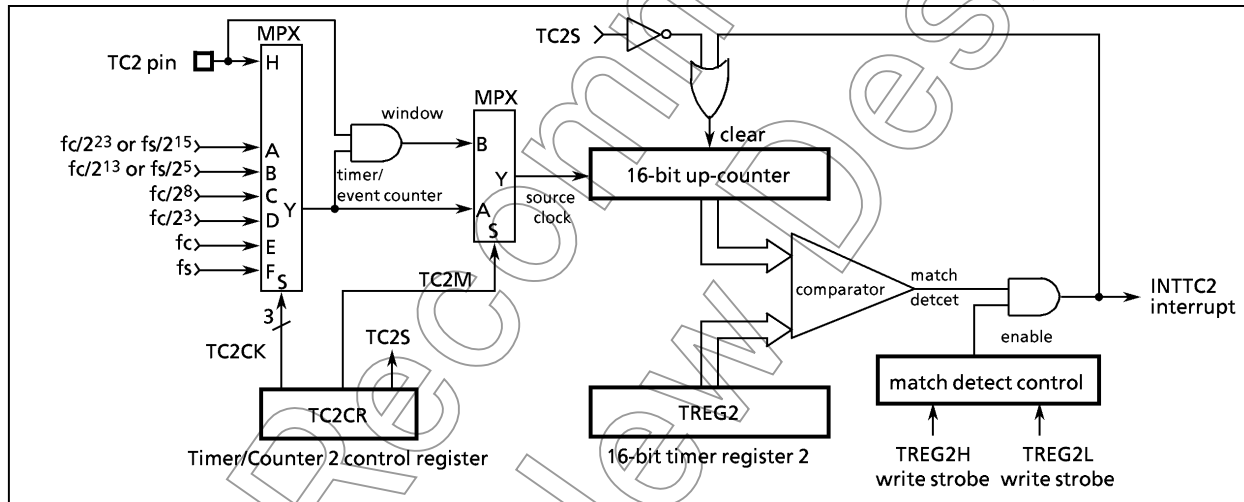 MPX
TC2 pin
H
fc/2²³ or fs/2¹⁵
A
fc/2¹³ or fs/2⁵
B
fc/2⁸
C
Y
fc/2³
D
fc
E
fs
F
S
3
TC2CK
window
timer/
event counter
MPX
B
Y
A
S
source
clock
TC2M
TC2S
TC2CR
Timer/Counter 2 control register
TC2S
clear
16-bit up-counter
comparator
match
detcet
TREG2
16-bit timer register 2
enable
INTTC2
interrupt
match detect control
TREG2H
write strobe
TREG2L
write strobe
Recomm
Des
New